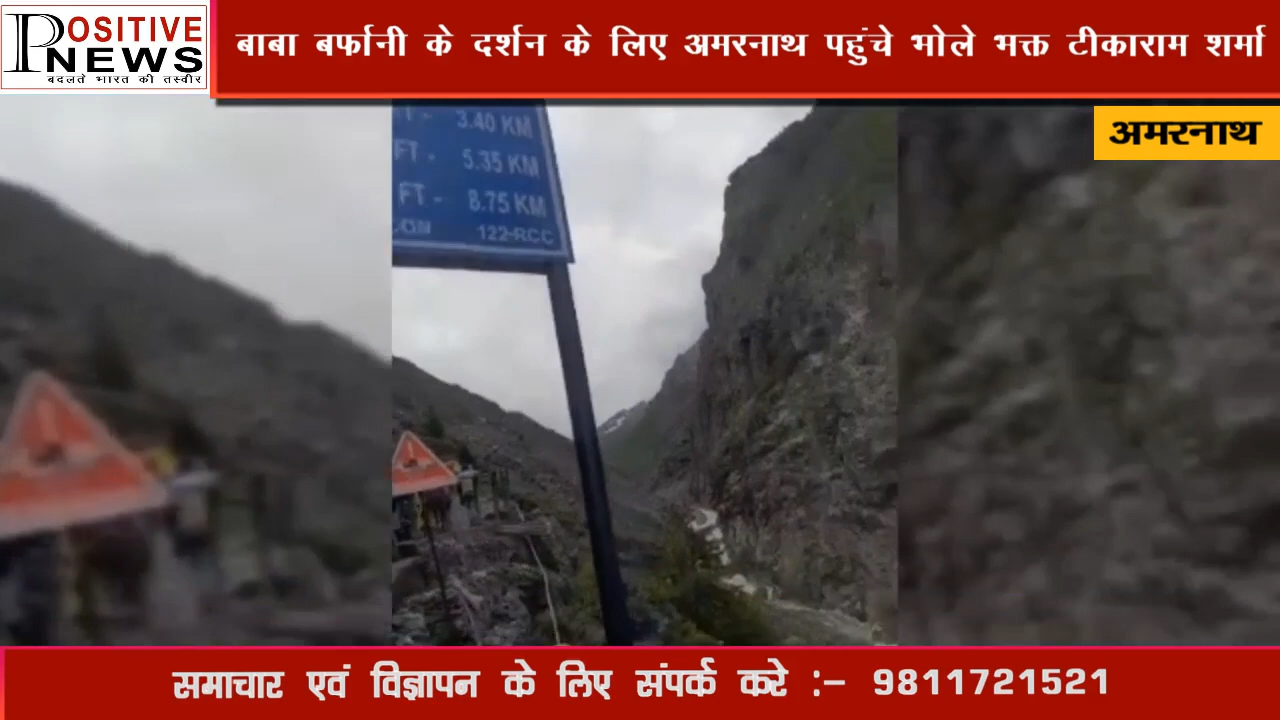 POSITIVE
NEWS
बदलते भारत की तस्वीर
बाबा बर्फानी के दर्शन के लिए अमरनाथ पहुंचे भोले भक्त टीकाराम शर्मा
अमरनाथ
FT - 3.40 KM
FT - 5.35 KM
FT - 8.75 KM
122-RCC
समाचार एवं विज्ञापन के लिए संपर्क करे :- 9811721521